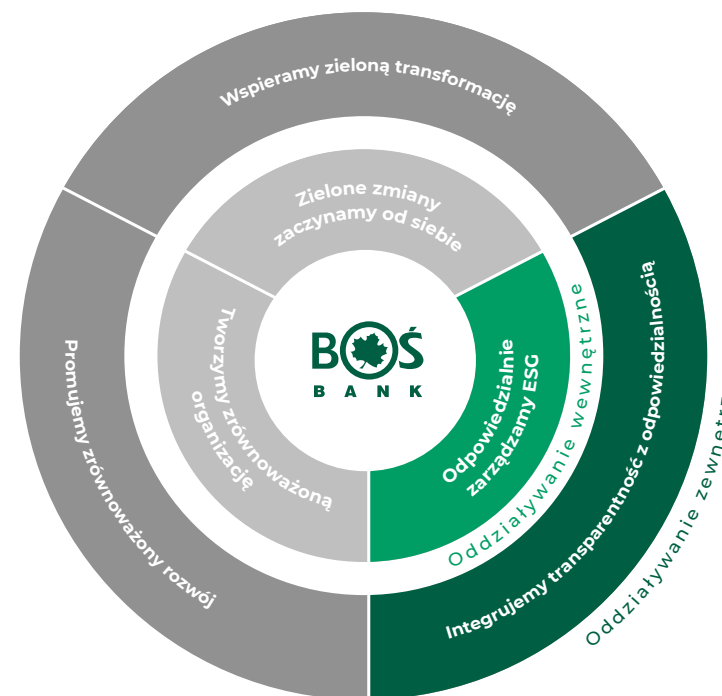 Wspieramy zieloną transformację
Zielone zmiany
zaczynamy od siebie
BOŚ
BANK
Tworzymy zrównoważoną
organizację
Odpowiedzialnie
zarządzamy ESG
Oddziaływanie wewnętrzne
Promujemy zrównoważony rozwój
Integrujemy transparentność z odpowiedzialnością
Oddziaływanie